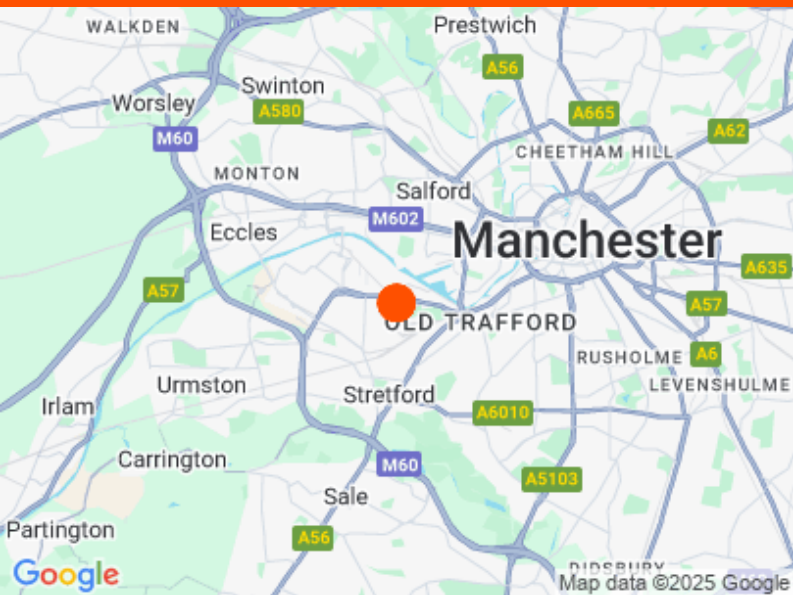 WALKDEN
Prestwich
A56
Swinton
Worsley
A580
A665
A62
M60
CHEETHAM HILL
MONTON
Salford
M602
Eccles
Manchester
A635
A57
A57
OLD TRAFFORD
RUSHOLME
A6
LEVENSHULME
Urmston
Stretford
Irlam
A6010
Carrington
M60
A5103
Sale
Partington
A56
DIDSBURY
Google
Map data ©2025 Google